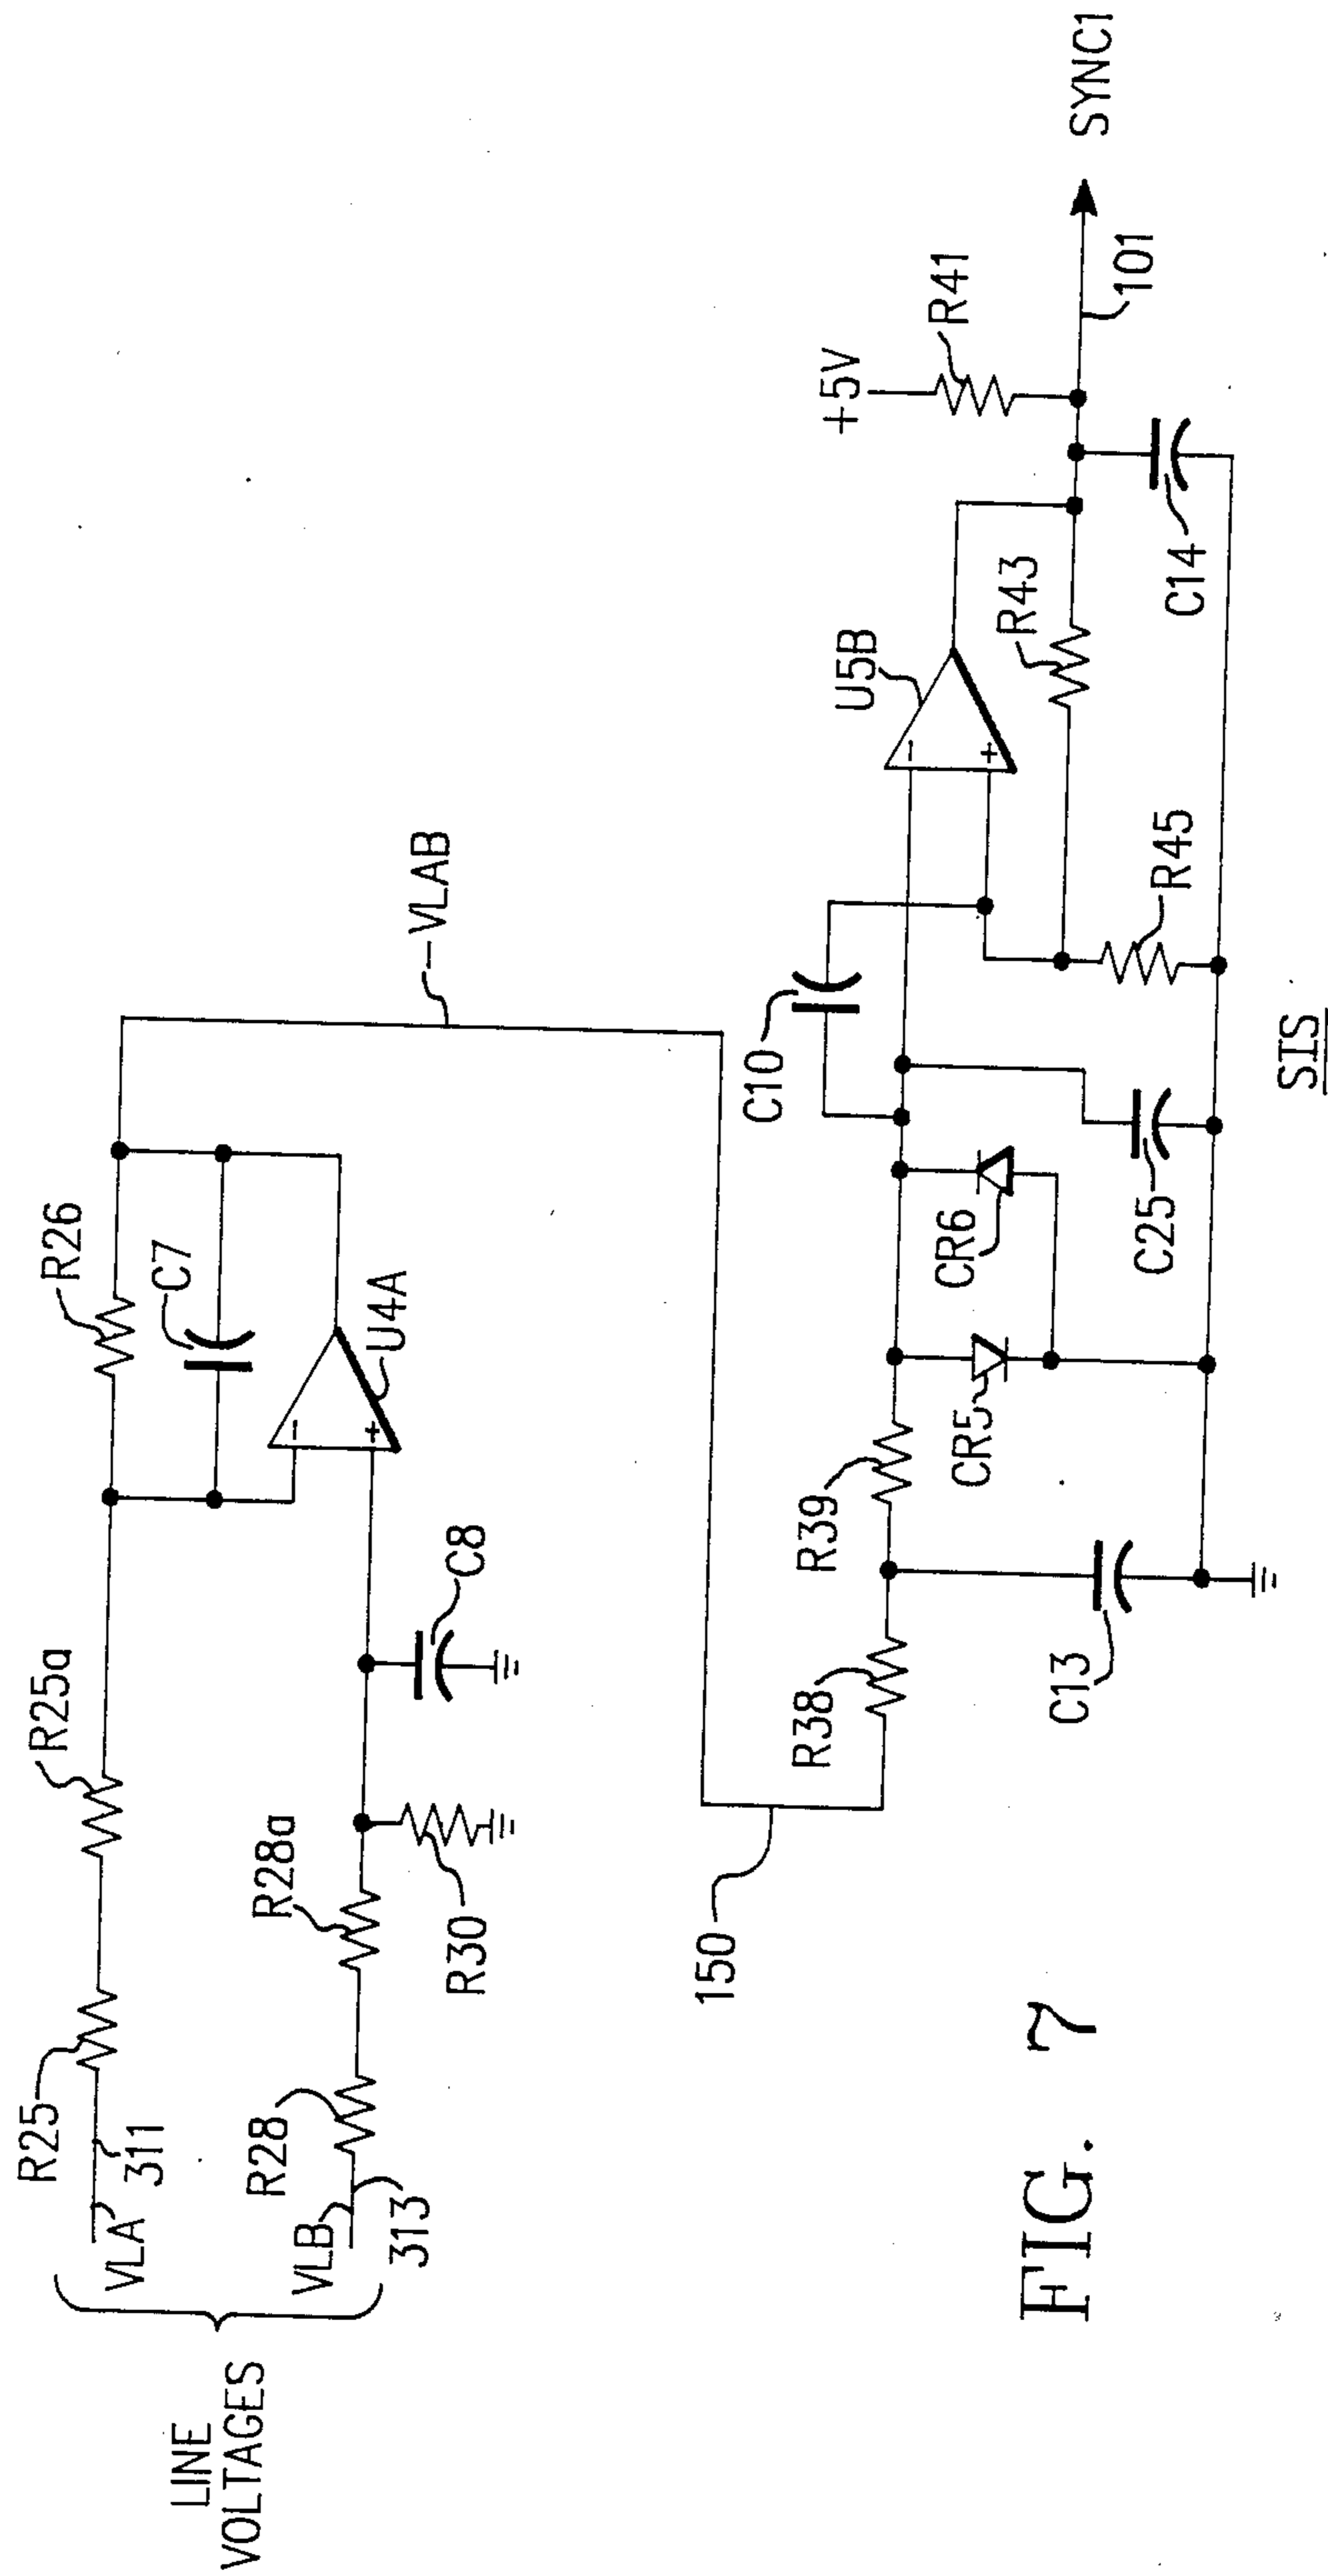 LINE
VOLTAGES
VLA
311
R25
R25a
R26
C7
U4A
-
+
VLB
313
R28
R28a
R30
C8
-VLAB
150
R38
R39
C13
CR5
CR6
C10
C25
U5B
-
+
R45
R43
C14
+5V
R41
101
SYNC1
SIS
FIG. 7